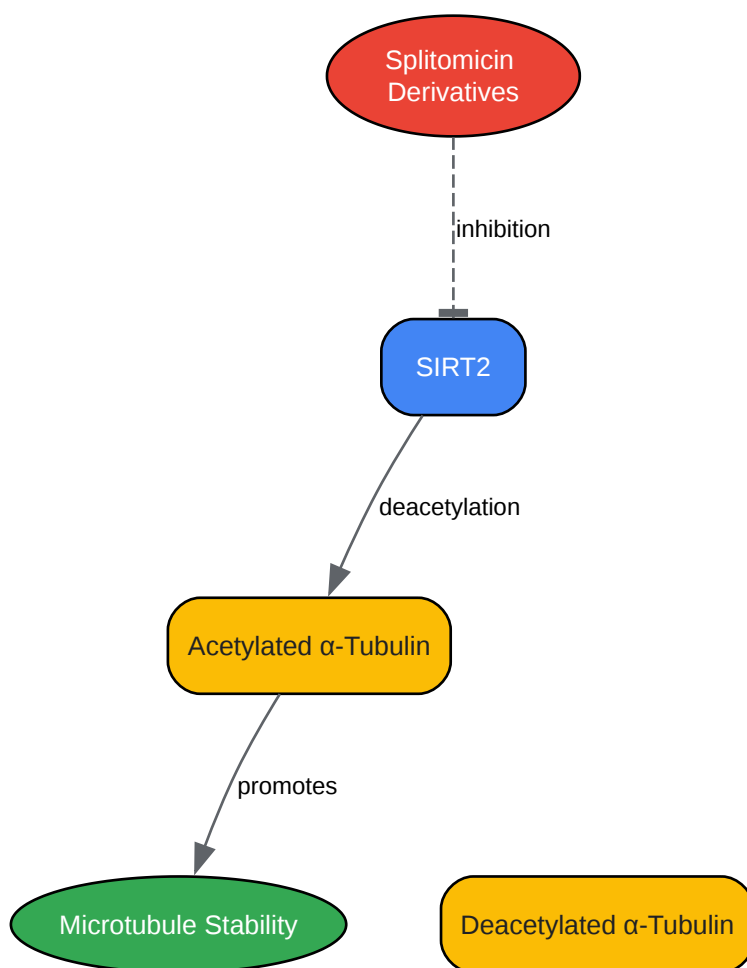 Splitomicin
Derivatives
inhibition
SIRT2
deacetylation
Acetylated α-Tubulin
promotes
Microtubule Stability
Deacetylated α-Tubulin